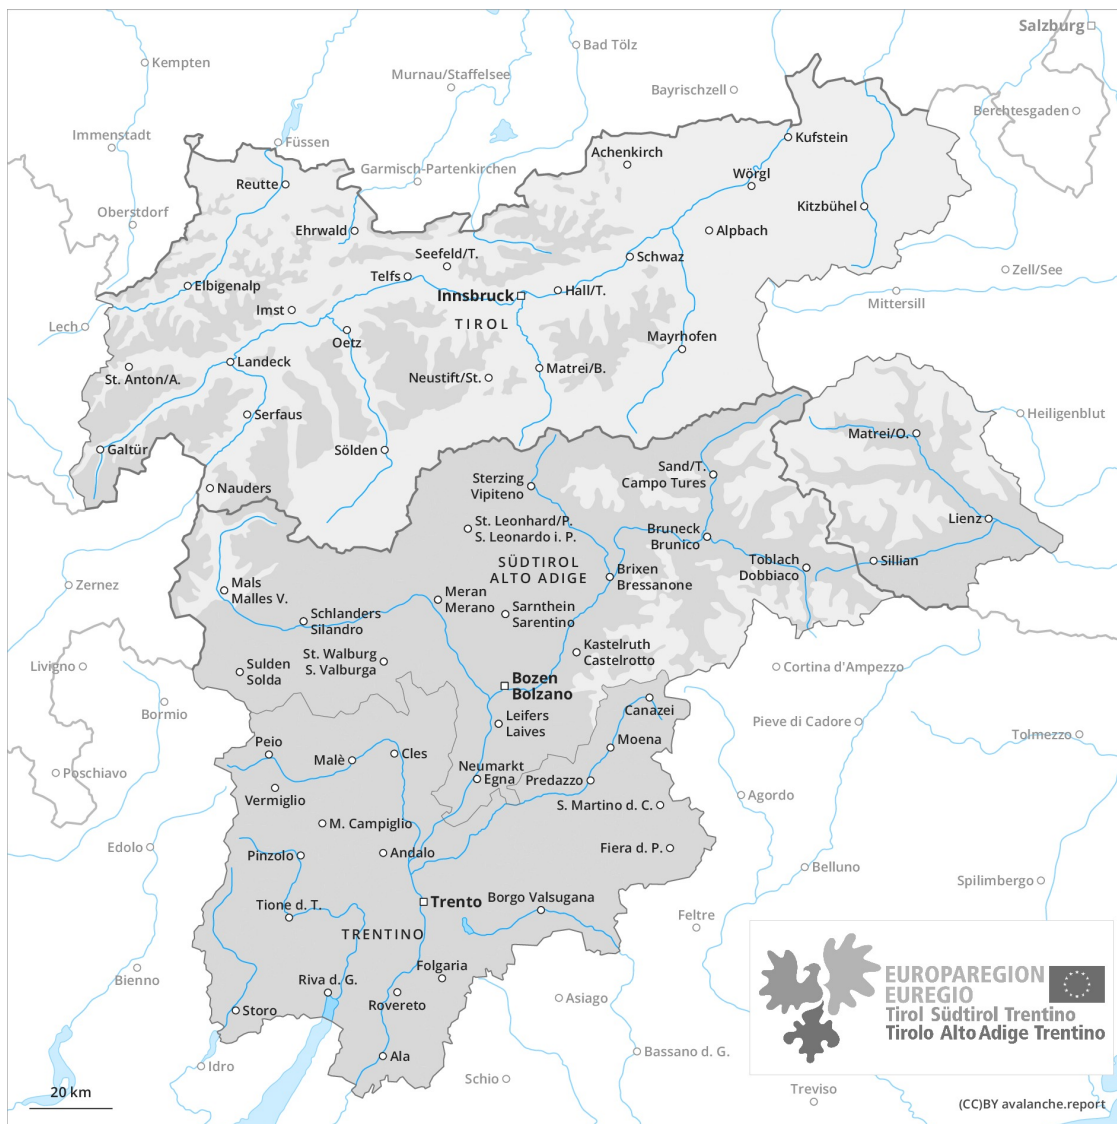 Salzburg
Bad Tölz
Kempten
Murnau/Staffelsee
Bayrischzell
Berchtesgaden
Immenstadt
Füssen
Kufstein
Achenkirch
Garmisch-Partenkirchen
Wörgl
Reutte
Kitzbühel
Oberstdorf
Ehrwald
Alpbach
Seefeld/T.
Schwaz
Telfs
Zell/See
Elbigenalp
Hall/T.
Innsbruck
Mittersill
Imst
TIROL
Lech
Mayrhofen
Oetz
Landeck
Matrei/B.
St. Anton/A.
Neustift/St.
Serfaus
Heiligenblut
Matrei/O.
Galtür
Sölden
Sterzing
Vipiteno
Sand/T.
Campo Tures
Nauders
Lienz
St. Leonhard/P.
S. Leonardo i. P.
Bruneck
Brunico
SÜDTIROL
ALTO ADIGE
Toblach
Dobbiaco
Sillian
Brixen
Bressanone
Zernez
Mals
Malles V.
Meran
Merano
Schlanders
Silandro
Sarnthein
Sarentino
Kastelruth
Castelrotto
St. Walburg
S. Valburga
Livigno
Sulden
Solda
Cortina d'Ampezzo
Bozen
Bolzano
Bormio
Canazei
Leifers
Laives
Pieve di Cadore
Tolmezzo
Moena
Peio
Cles
Malè
Poschiavo
Neumarkt
Egna
Predazzo
Vermiglio
S. Martino d. C.
Agordo
M. Campiglio
Edolo
Pinzolo
Andalo
Fiera d. P.
Belluno
Spilimbergo
Tione d. T.
Trento
Borgo Valsugana
Feltre
TRENTINO
Bienno
Folgaria
Riva d. G.
Rovereto
Storo
Asiago
EUROPAREGION
EUREGIO
Tirol Südtirol Trentino
Tirolo Alto Adige Trentino
Idro
Ala
Bassano d. G.
Schio
Treviso
20 km
(CC)BY avalanche.report